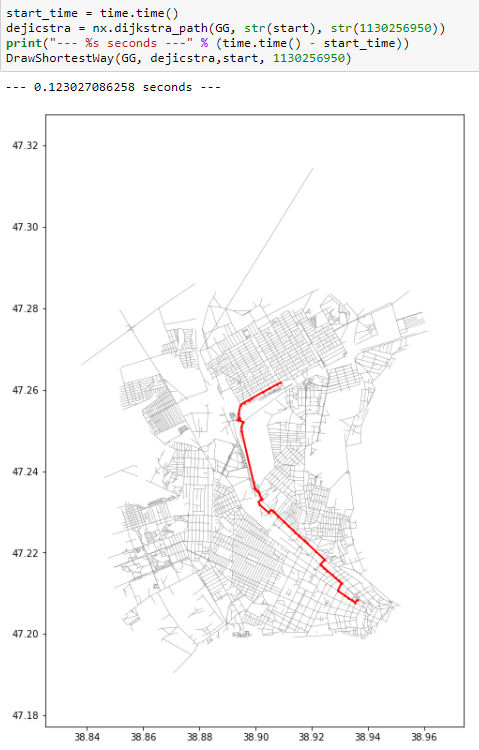 start_time = time.time()
dejicstra = nx.dijkstra_path(GG, str(start), str(1130256950))
print("--- %s seconds ---" % (time.time() - start_time))
DrawShortestWay(GG, dejicstra,start, 1130256950)
--- 0.123027086258 seconds ---
47.32
47.30
47.28
47.26
47.24
47.22
47.20
47.18
38.84 38.86 38.88 38.90 38.92 38.94 38.96